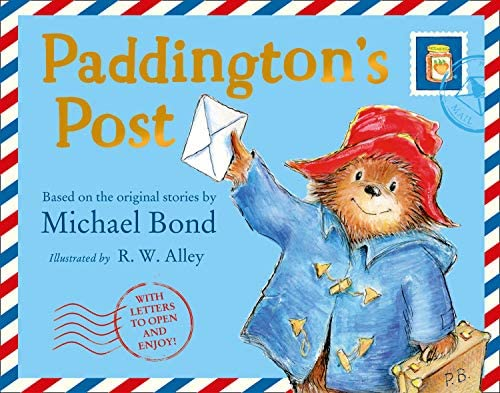 Paddington's
Post
Based on the original stories by
Michael Bond
Illustrated by R. W. Alley
WITH
LETTERS
TO OPEN
AND
ENJOY!
MAIL
P.B.